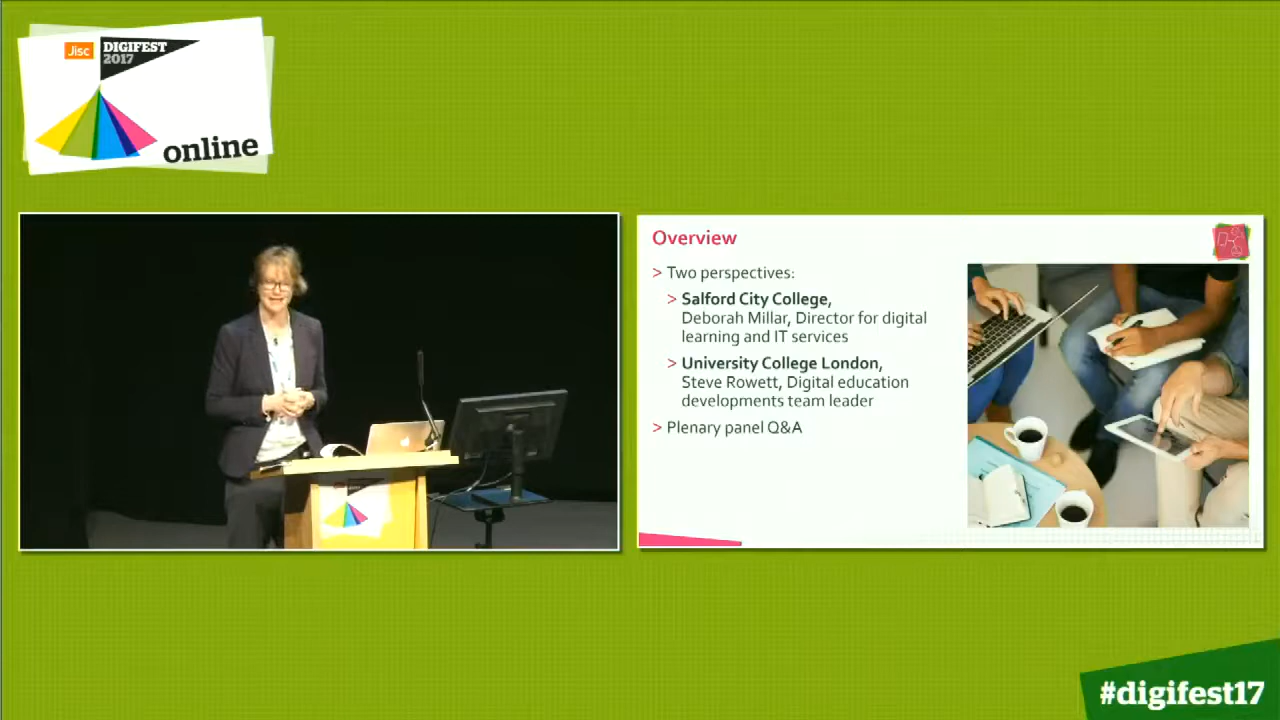 Jisc
DIGIFEST
2017
online
Overview
> Two perspectives:
> Salford City College,
Deborah Millar, Director for digital
learning and IT services
> University College London,
Steve Rowett, Digital education
developments team leader
> Plenary panel Q&A
#digifest17